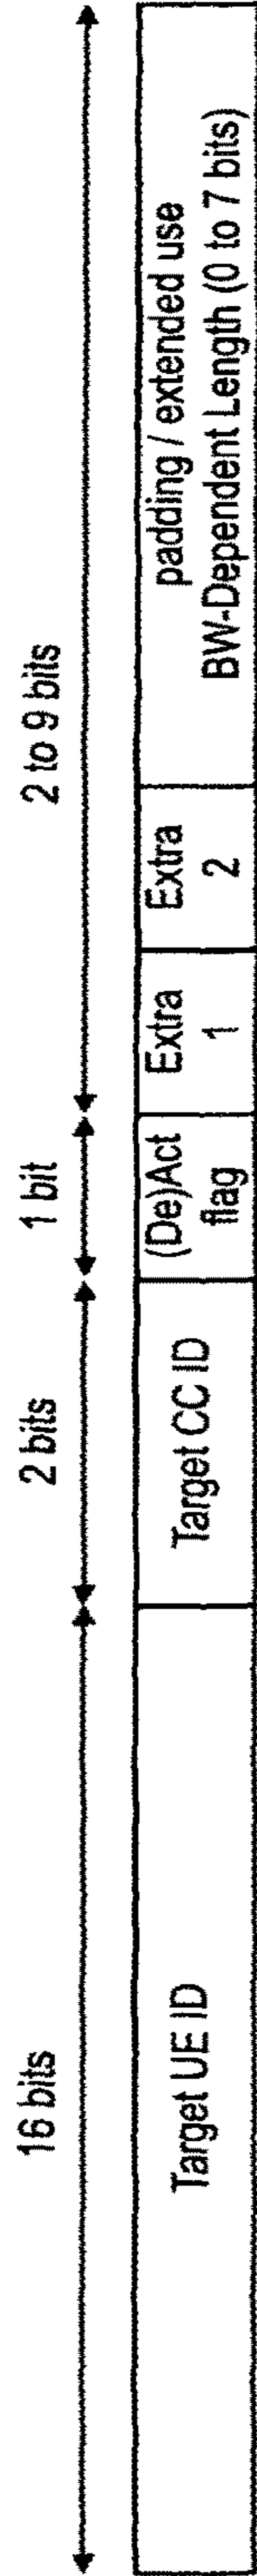 16 bits
2 bits
1 bit
2 to 9 bits
Target UE ID
Target CC ID
(De)Act
flag
Extra
1
Extra
2
padding / extended use
BW-Dependent Length (0 to 7 bits)